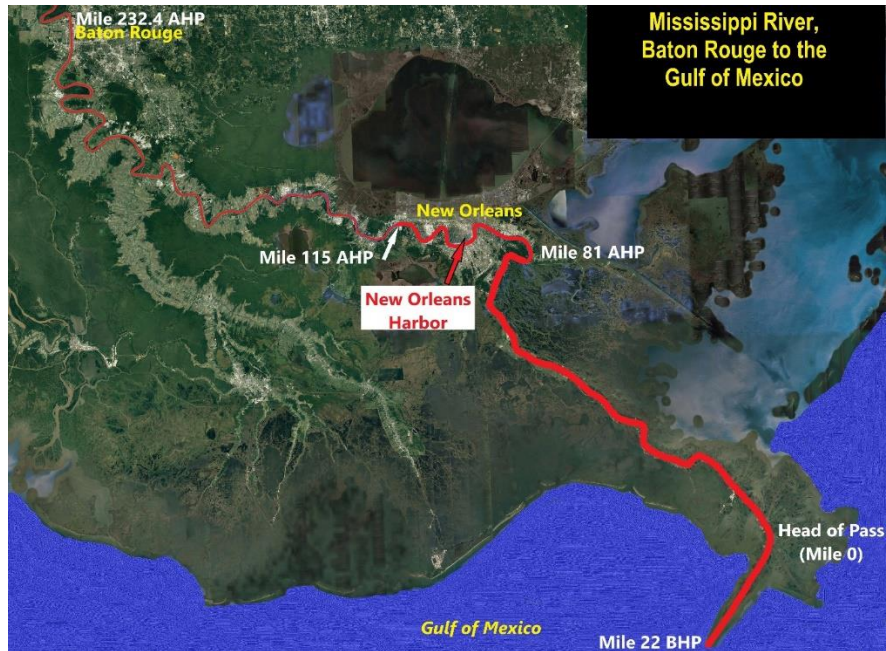 Mile 232.4 AHP
Baton Rouge
Mississippi River,
Baton Rouge to the
Gulf of Mexico
New Orleans
Mile 115 AHP
Mile 81 AHP
New Orleans
Harbor
Head of Pass
(Mile 0)
Gulf of Mexico
Mile 22 BHP